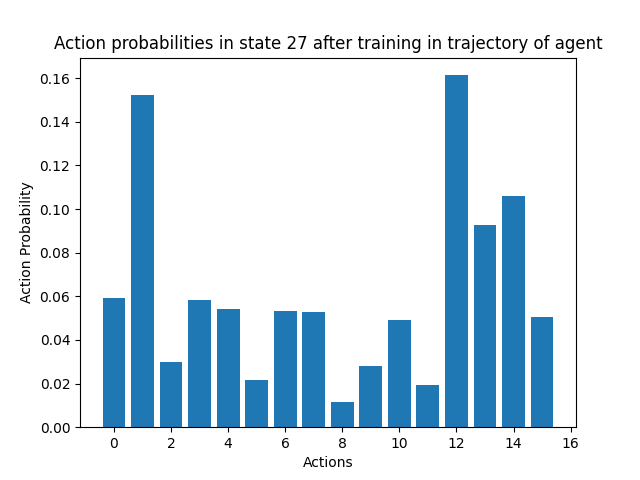 Action probabilities in state 27 after training in trajectory of agent
0.16
0.14
0.12
0.10
0.08
0.06
0.04
0.02
0.00
Action Probability
0 2 4 6 8 10 12 14 16
Actions